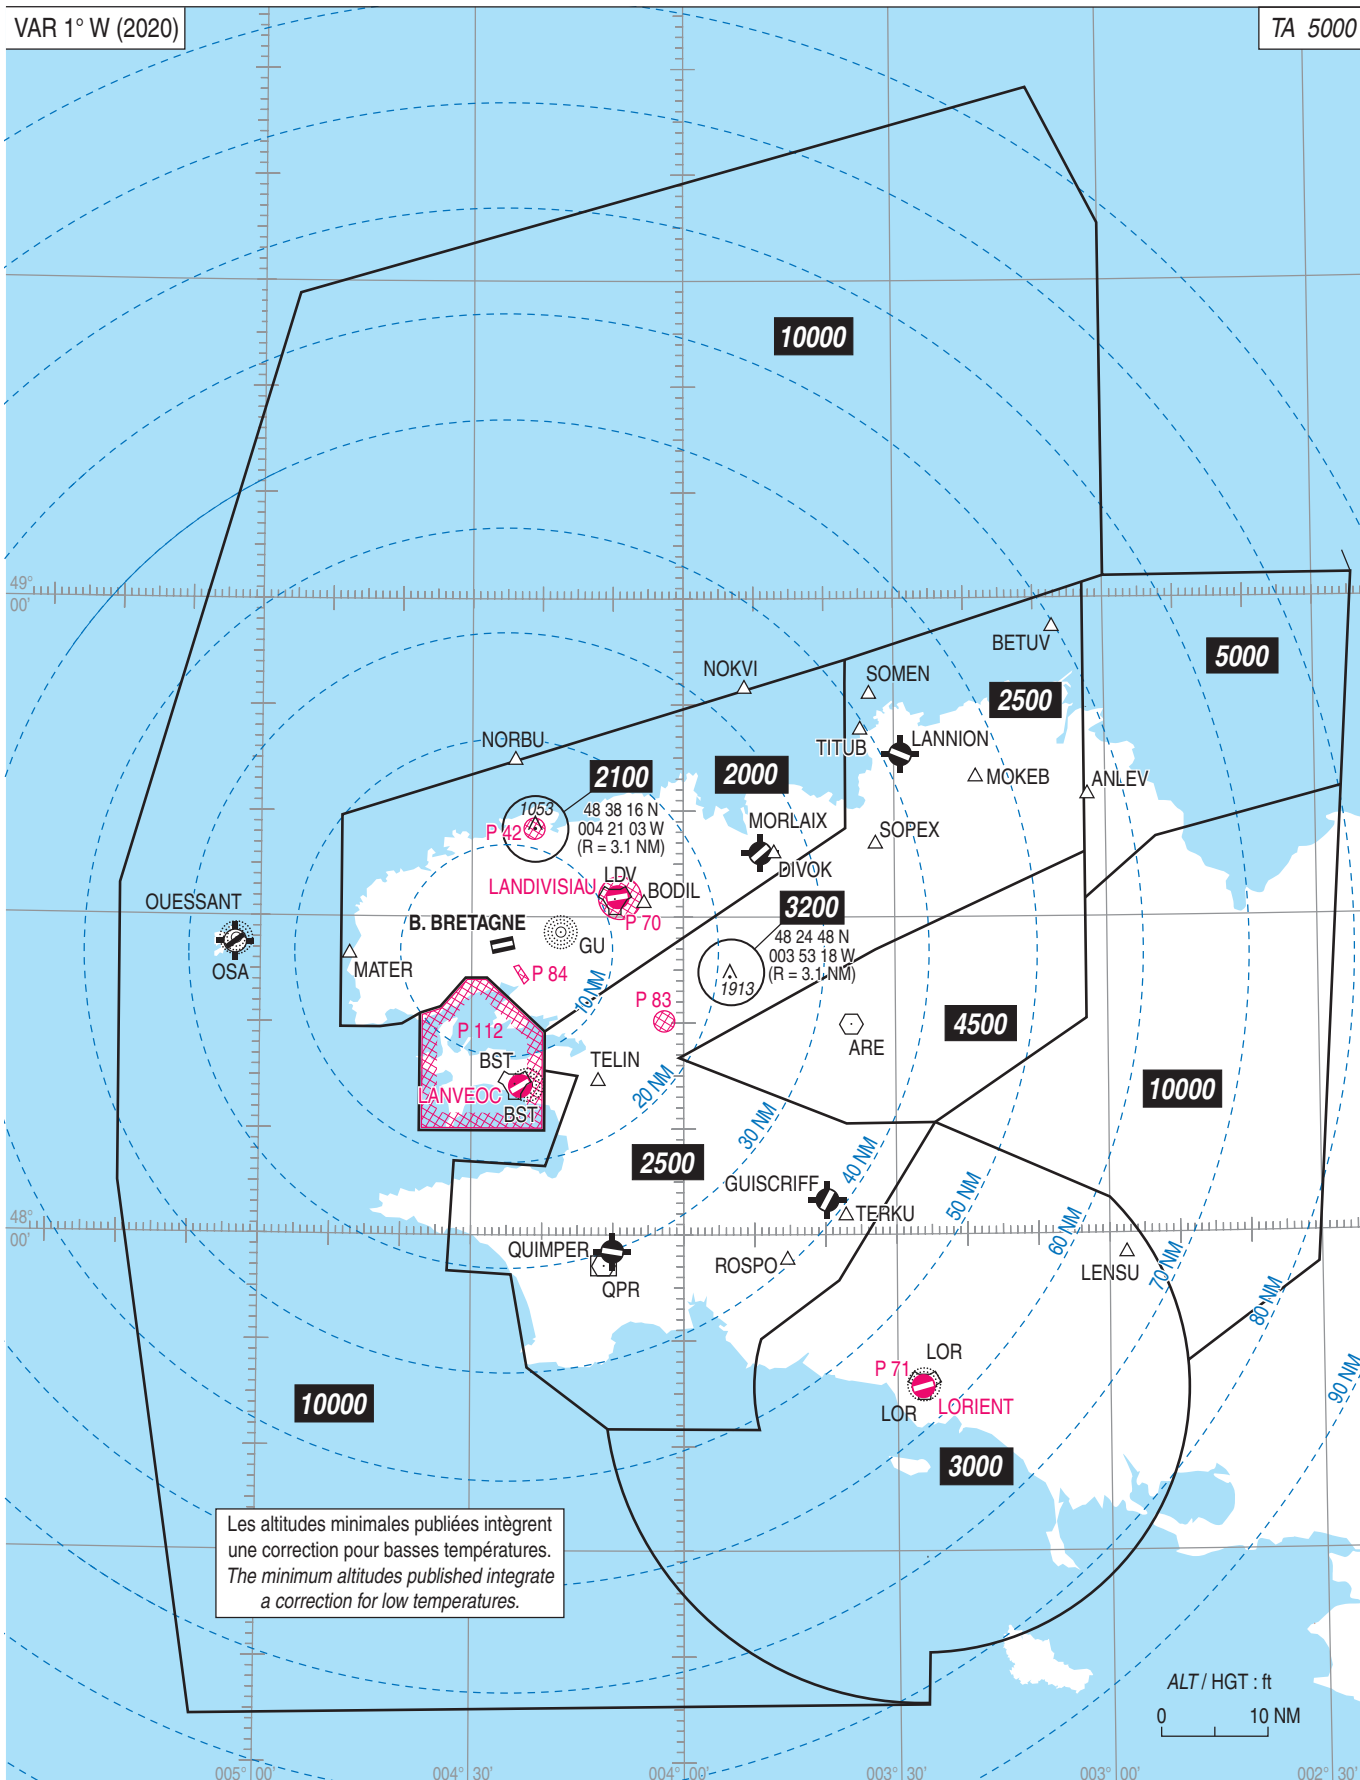 VAR 1° W (2020)
TA 5000
10000
49°
00'
BETUV
5000
NOKVI
SOMEN
2500
NORBU
TITUB
LANNION
2100
2000
MOKEB
ANLEV
1053
48 38 16 N
004 21 03 W
(R = 3.1 NM)
P 42
MORLAIX
SOPEX
DIVOK
LDV
LANDIVISIAU
BODIL
OUESSANT
3200
P 70
B. BRETAGNE
GU
48 24 48 N
003 53 18 W
(R = 3.1 NM)
OSA
MATER
P 84
1913
10 NM
P 83
4500
P 112
ARE
BST
TELIN
LANVEOC
20 NM
10000
BST
30 NM
2500
40 NM
GUISCRIFF
50 NM
TERKU
60 NM
48°
00'
QUIMPER
ROSPO
LENSU
70 NM
QPR
80 NM
LOR
P 71
90 NM
10000
LOR
LORIENT
3000
Les altitudes minimales publiées intègrent
une correction pour basses températures.
The minimum altitudes published integrate
a correction for low temperatures.
ALT / HGT : ft
0 10 NM
005° 00'
004° 30'
004° 00'
003° 30'
003° 00'
002° 30'